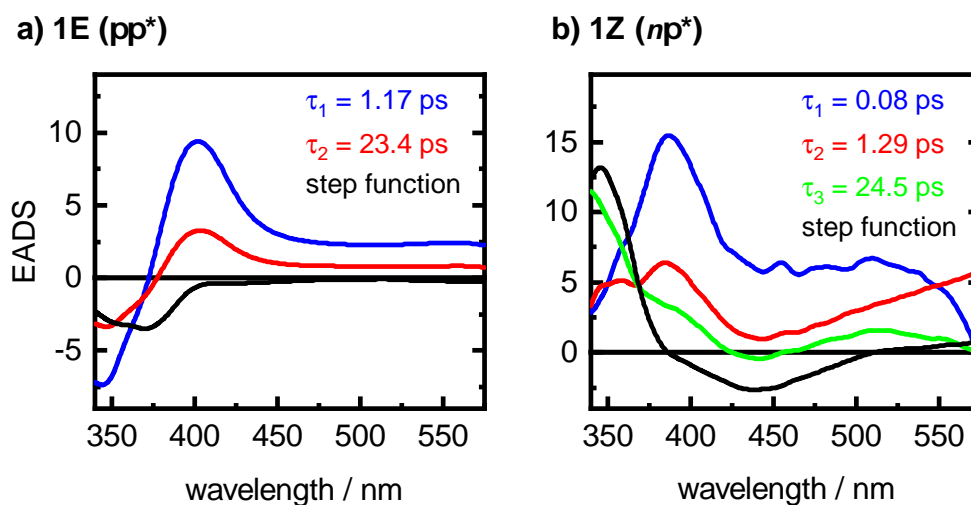 a) 1E (pp*)
b) 1Z (np*)
τ1 = 1.17 ps
τ2 = 23.4 ps
step function
τ1 = 0.08 ps
τ2 = 1.29 ps
τ3 = 24.5 ps
step function
EADS
10
5
0
-5
15
10
5
0
350 400 450 500 550
350 400 450 500 550
wavelength / nm
wavelength / nm